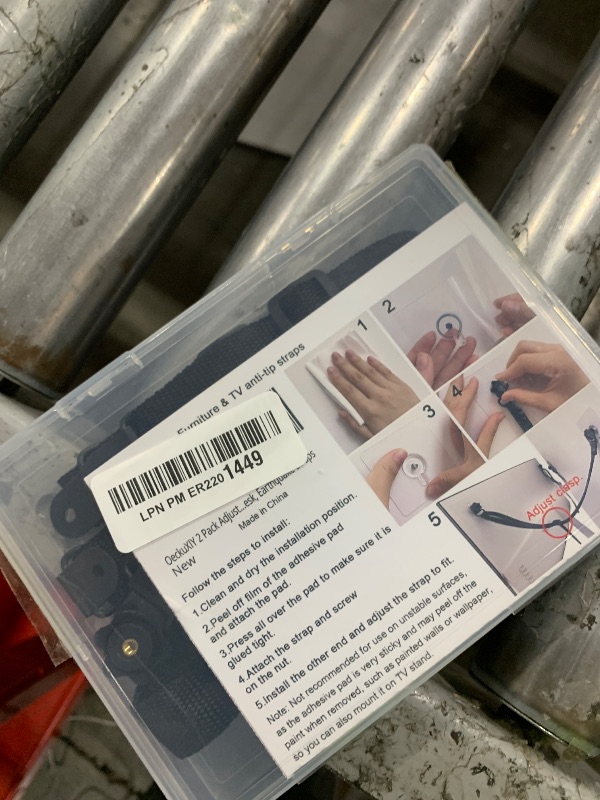 Furniture & TV anti-tip straps
LPN PM ER220 1449
2 Pack Adjust...esk, Earthquake
New
Made in China
Follow the steps to install:
1.Clean and dry the installation position.
2.Peel off film of the adhesive pad
and attach the pad.
3.Press all over the pad to make sure it is
glued tight.
4.Attach the strap and screw
on the nut.
5.Install the other end and adjust the strap to fit.
Note: Not recommended for use on unstable surfaces,
as the adhesive pad is very sticky and may peel off the
paint when removed, such as painted walls or wallpaper,
so you can also mount it on TV stand
1
2
3
4
5
Adjust clasp.